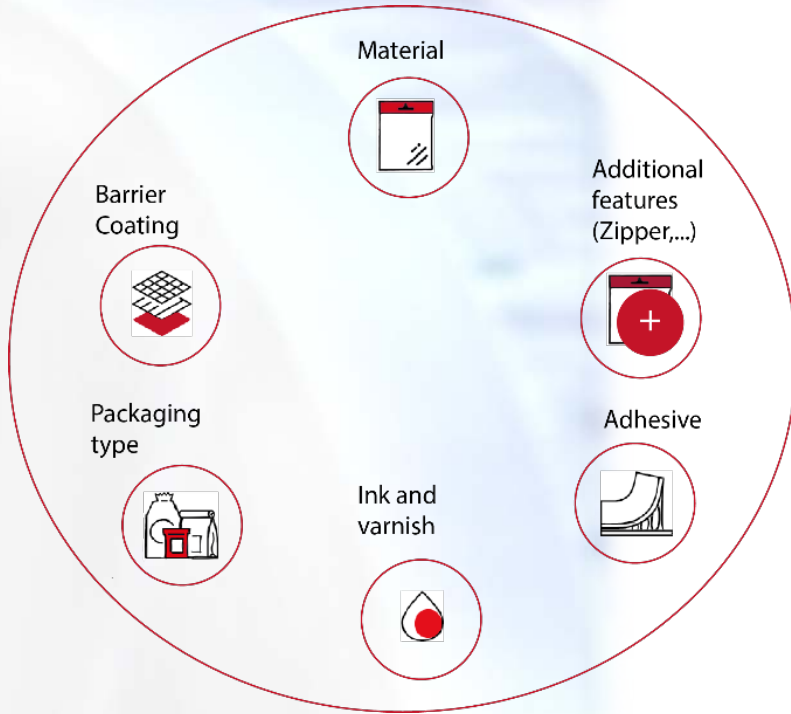 Material
Additional
features
(Zipper,...)
Barrier
Coating
Packaging
type
Adhesive
Ink and
varnish